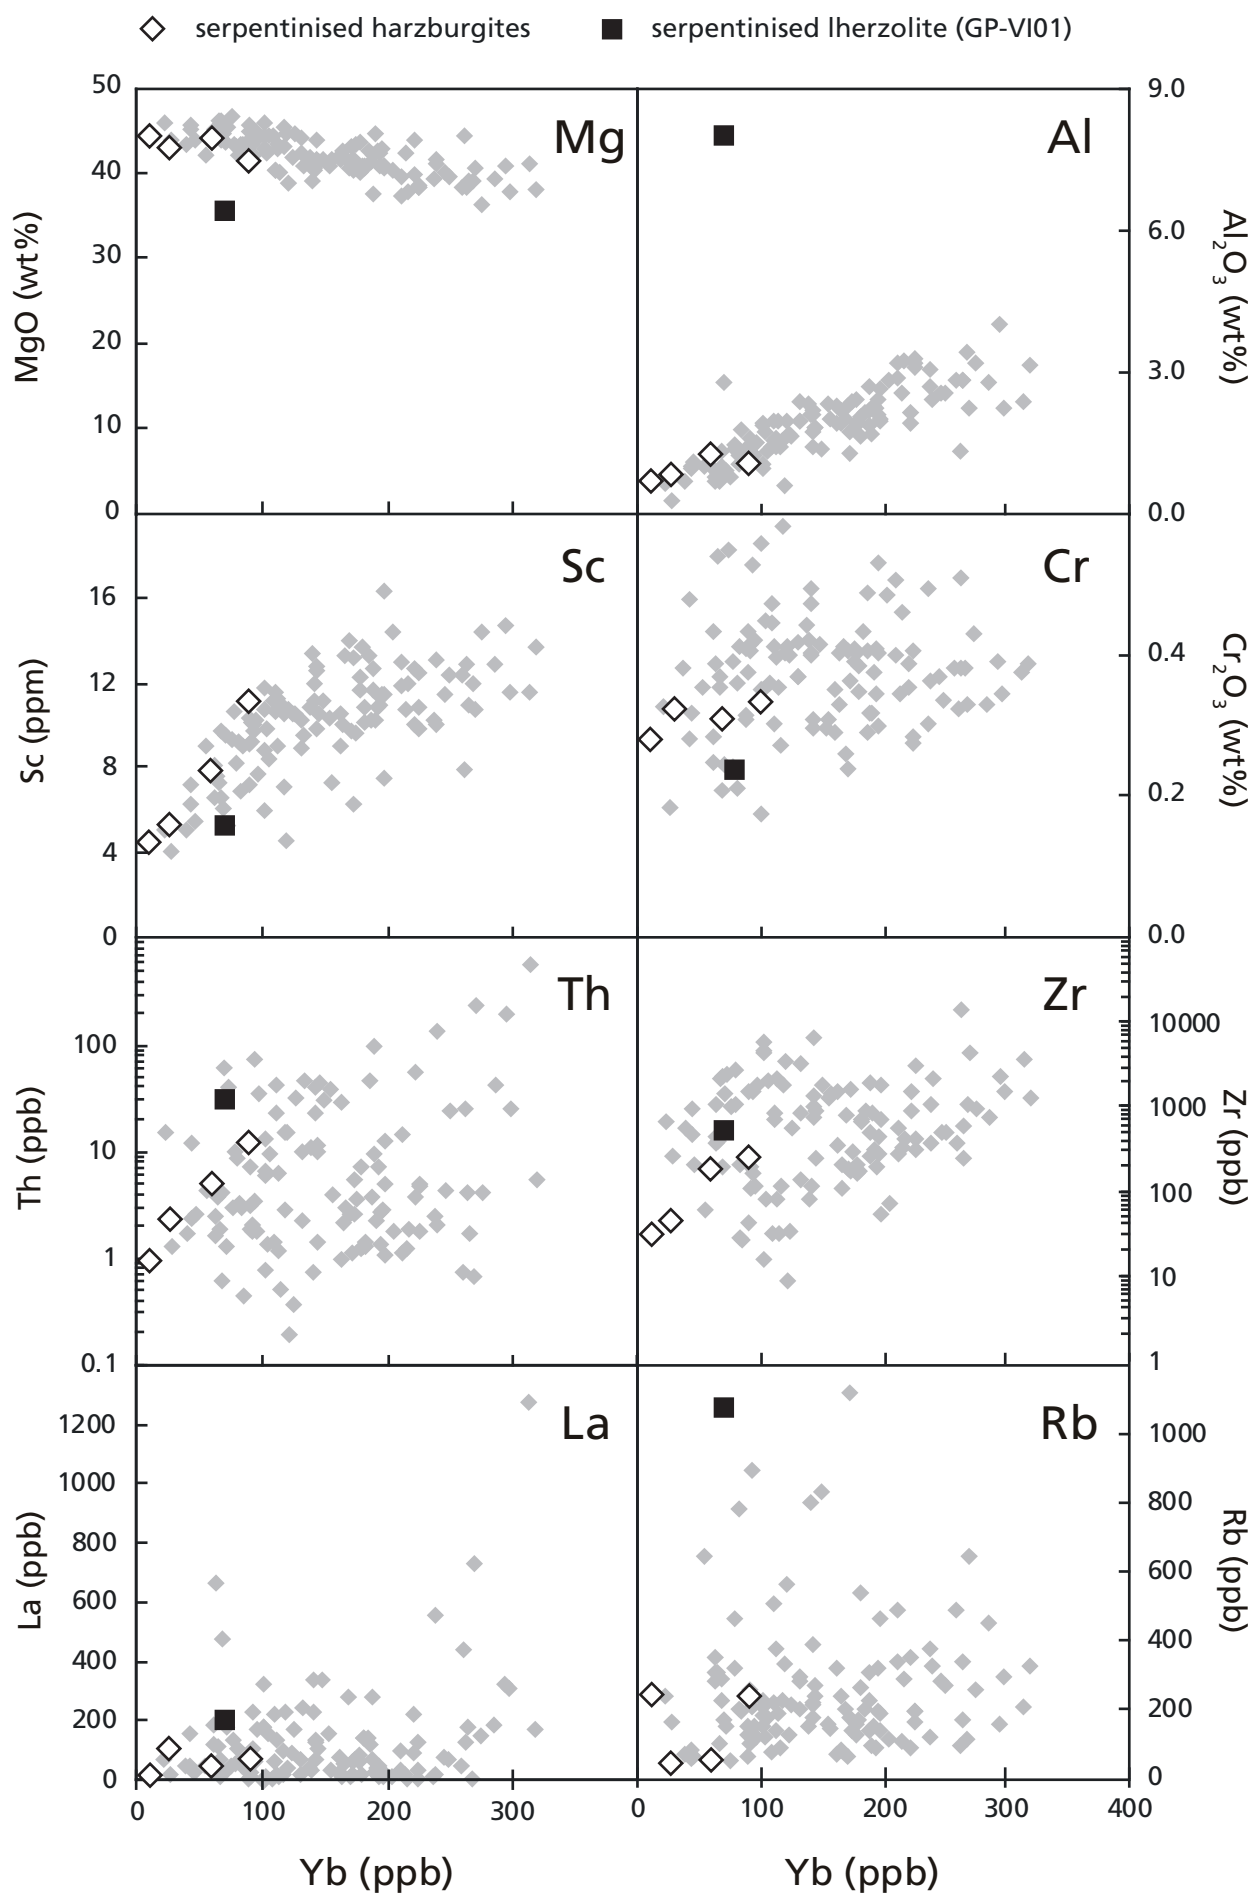 serpentinised harzburgites
serpentinised lherzolite (GP-VI01)
50
40
30
20
10
0
MgO (wt%)
Mg
Al
9.0
6.0
3.0
0.0
Al₂O₃ (wt%)
16
12
8
4
0
Sc (ppm)
Sc
Cr
0.4
0.2
0.0
Cr₂O₃ (wt%)
100
10
1
0.1
Th (ppb)
Th
Zr
10000
1000
100
10
1
Zr (ppb)
1200
1000
800
600
400
200
0
La (ppb)
La
Rb
1000
800
600
400
200
0
Rb (ppb)
0 100 200 300
0 100 200 300 400
Yb (ppb)
Yb (ppb)